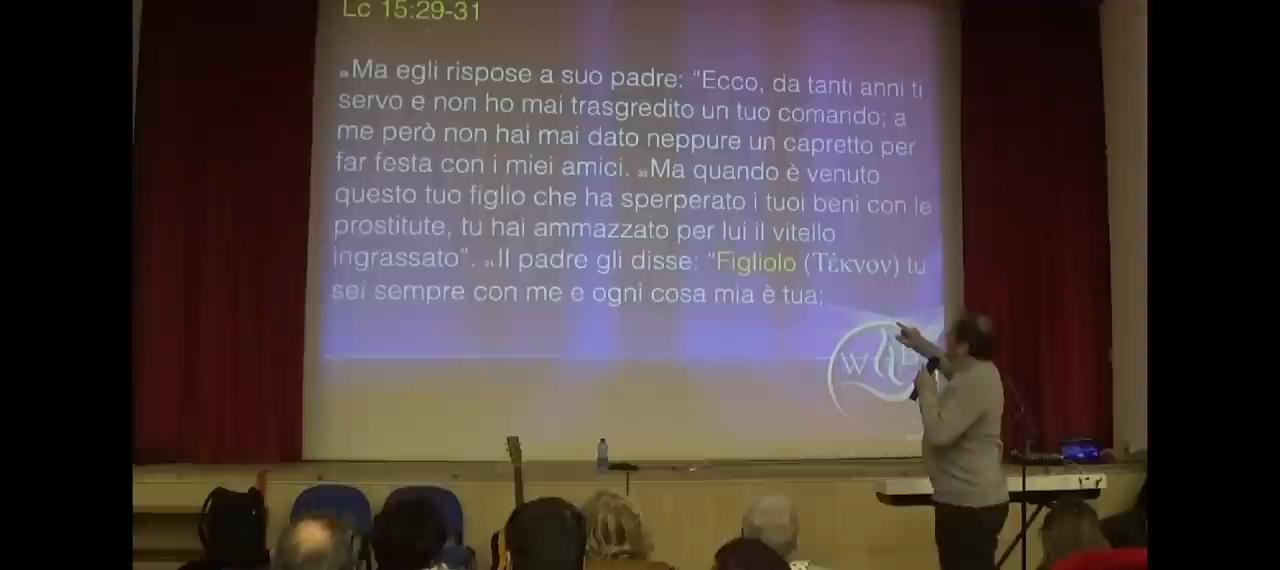 Lc 15:29-31
29Ma egli rispose a suo padre: "Ecco, da tanti anni ti
servo e non ho mai trasgredito un tuo comando; a
me però non hai mai dato neppure un capretto per
far festa con i miei amici. 30Ma quando è venuto
questo tuo figlio che ha sperperato i tuoi beni con le
prostitute, tu hai ammazzato per lui il vitello
ingrassato". 31Il padre gli disse: "Figliolo (Τέκνον) tu
sei sempre con me e ogni cosa mia è tua;